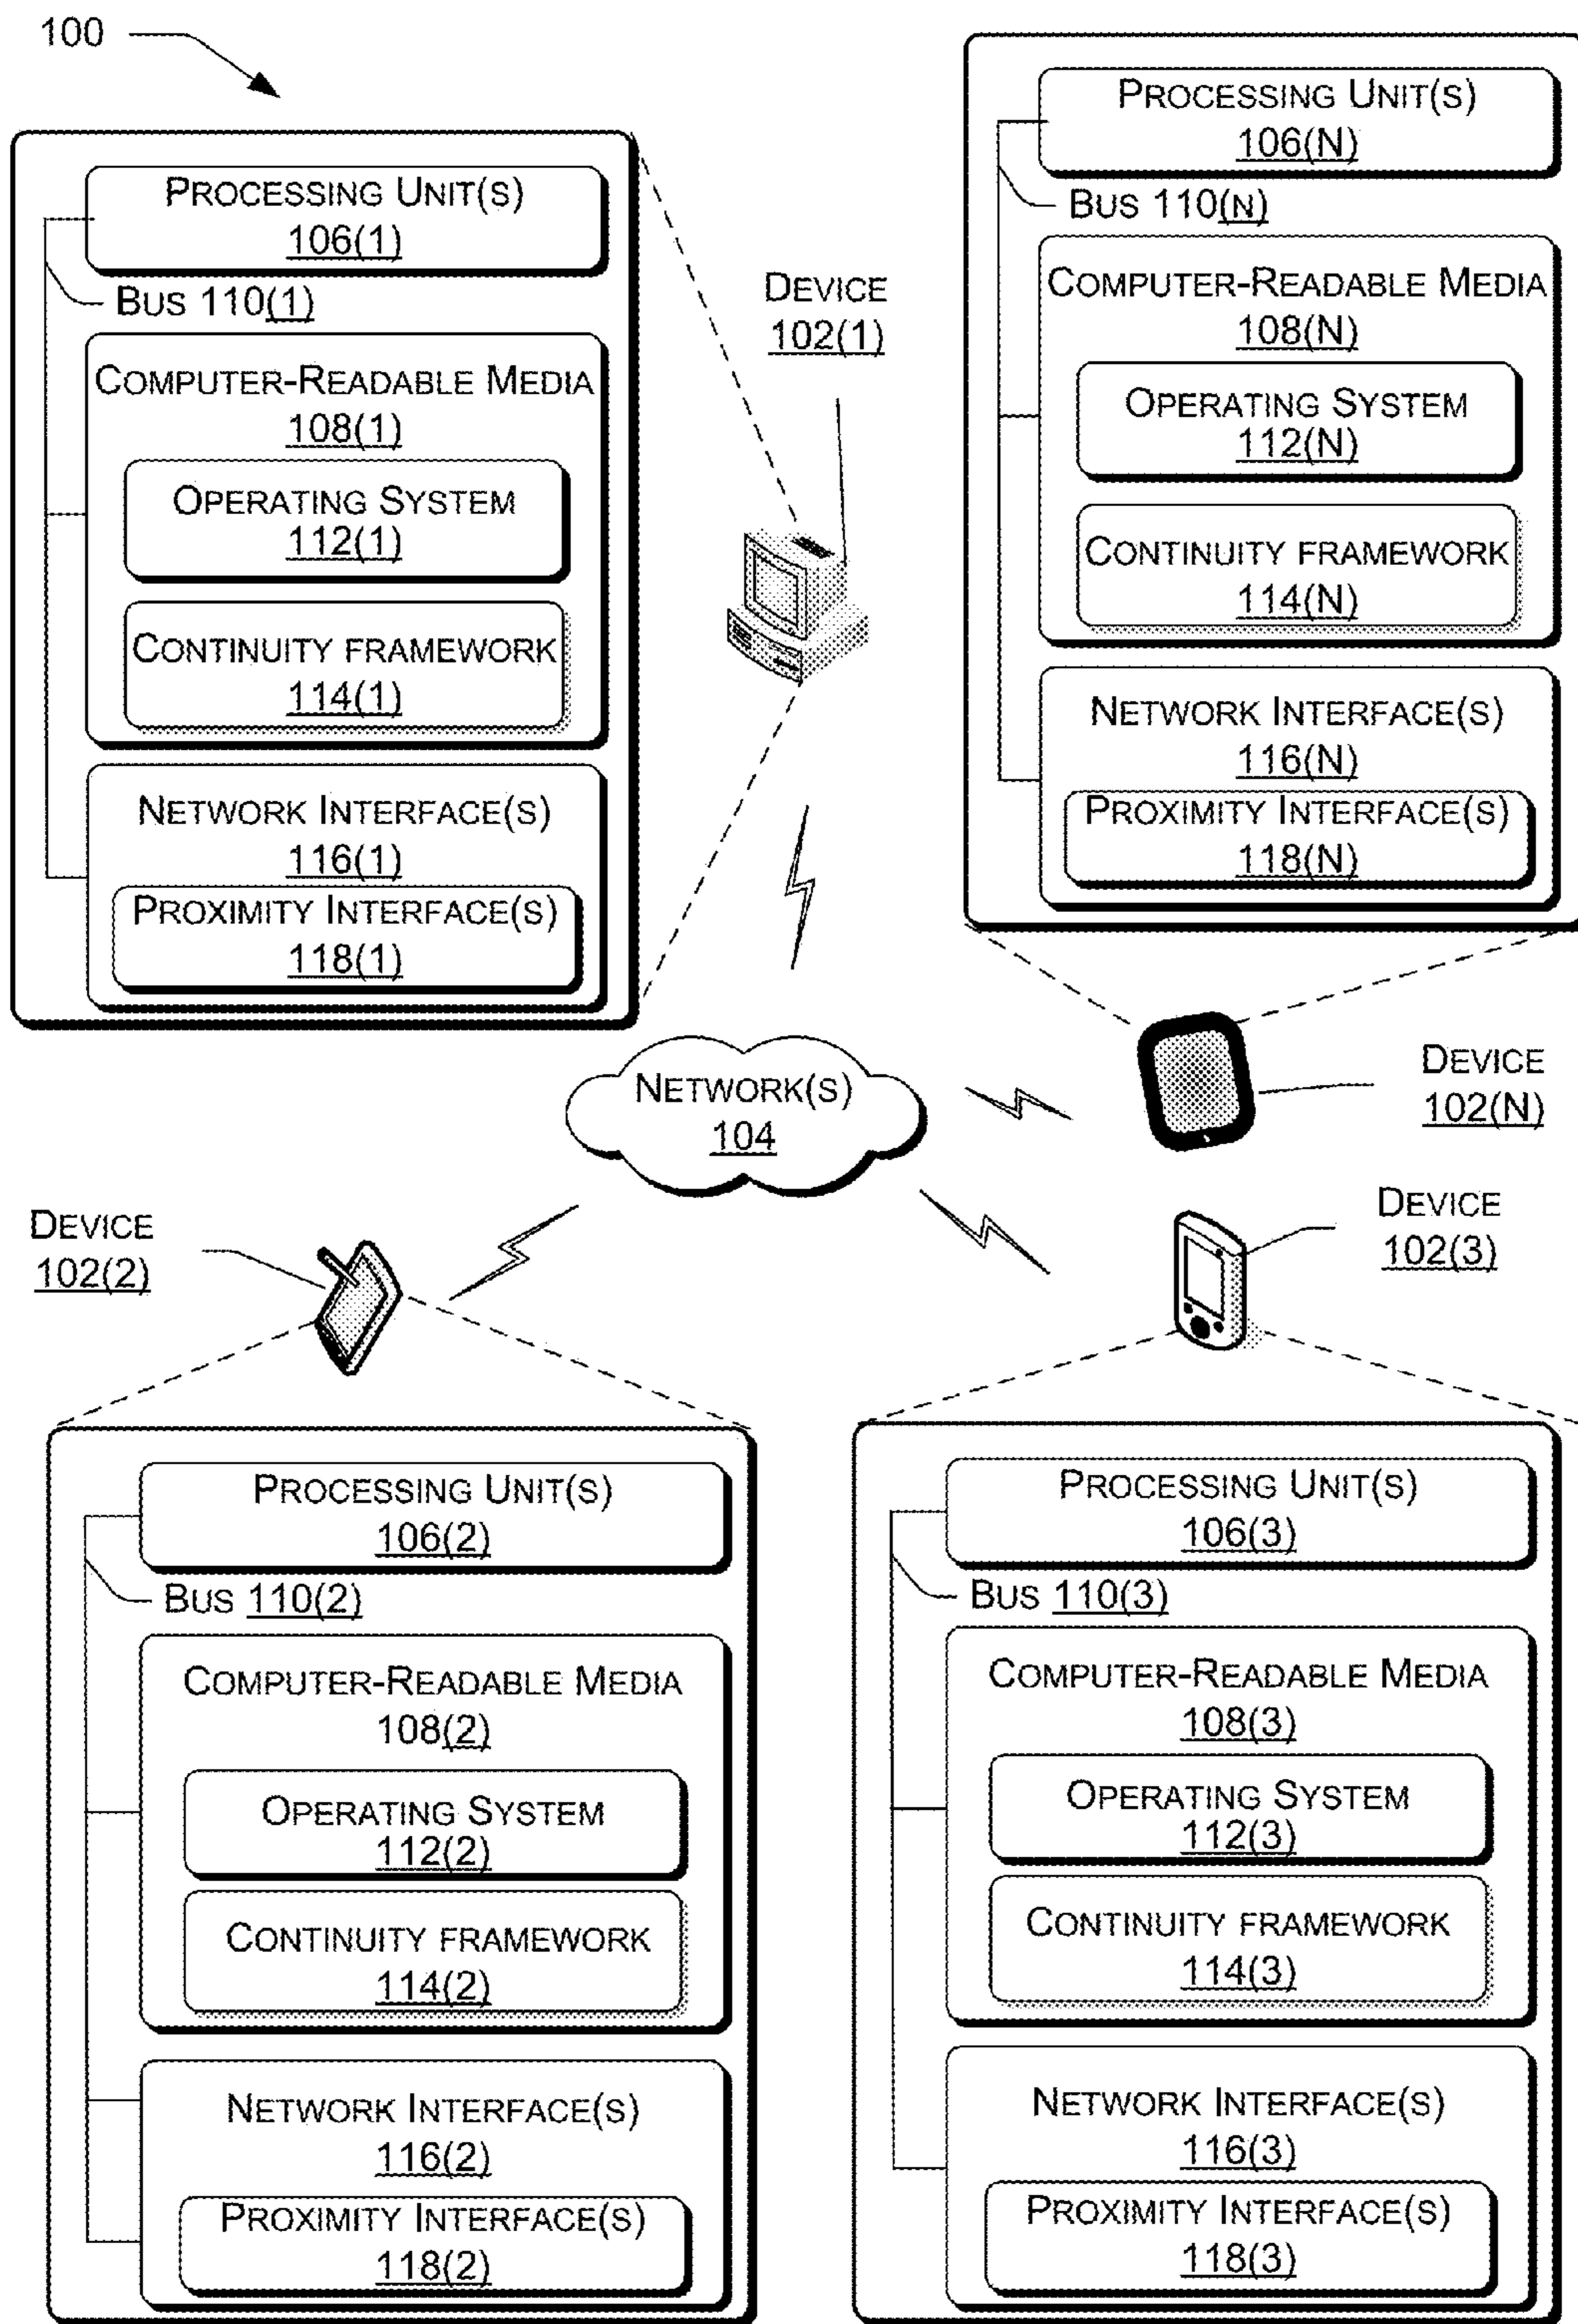 100
PROCESSING UNIT(S)
106(1)
BUS 110(1)
COMPUTER-READABLE MEDIA
108(1)
OPERATING SYSTEM
112(1)
CONTINUITY FRAMEWORK
114(1)
NETWORK INTERFACE(S)
116(1)
PROXIMITY INTERFACE(S)
118(1)
DEVICE
102(1)
PROCESSING UNIT(S)
106(N)
BUS 110(N)
COMPUTER-READABLE MEDIA
108(N)
OPERATING SYSTEM
112(N)
CONTINUITY FRAMEWORK
114(N)
NETWORK INTERFACE(S)
116(N)
PROXIMITY INTERFACE(S)
118(N)
NETWORK(S)
104
DEVICE
102(N)
DEVICE
102(2)
DEVICE
102(3)
PROCESSING UNIT(S)
106(2)
BUS 110(2)
COMPUTER-READABLE MEDIA
108(2)
OPERATING SYSTEM
112(2)
CONTINUITY FRAMEWORK
114(2)
NETWORK INTERFACE(S)
116(2)
PROXIMITY INTERFACE(S)
118(2)
PROCESSING UNIT(S)
106(3)
BUS 110(3)
COMPUTER-READABLE MEDIA
108(3)
OPERATING SYSTEM
112(3)
CONTINUITY FRAMEWORK
114(3)
NETWORK INTERFACE(S)
116(3)
PROXIMITY INTERFACE(S)
118(3)